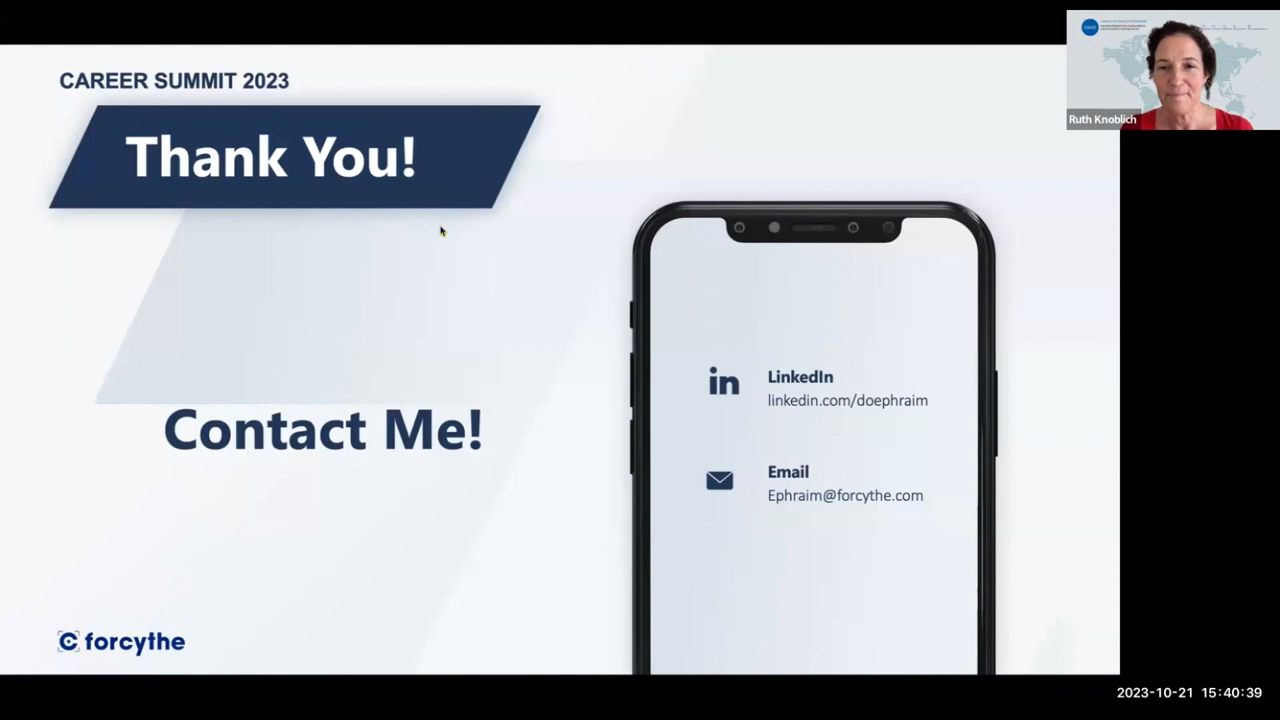 CAREER SUMMIT 2023
Thank You!
Contact Me!
in
LinkedIn
linkedin.com/doephraim
Email
Ephraim@forcythe.com
forcythe
Ruth Knoblich
2023-10-21 15:40:39